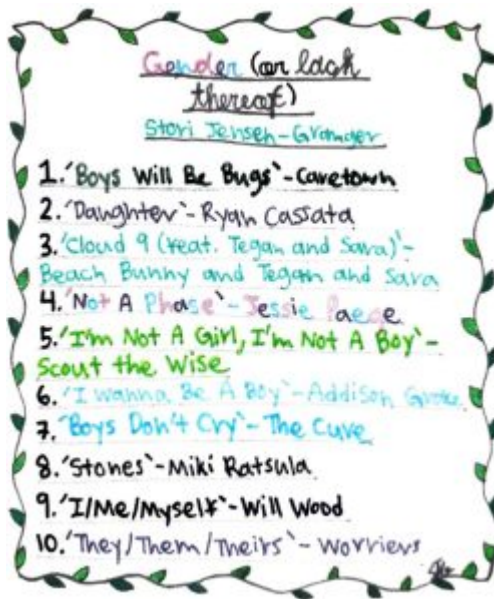 Gender (or lack
thereof)
Stori Jensen-Granger
1. 'Boys Will Be Bugs' - Cavetown
2. 'Daughter' - Ryan Cassata
3. 'Cloud 9 (feat. Tegan and Sara)' -
Beach Bunny and Tegan and Sara
4. 'Not A Phase' - Jessie Paege
5. 'I'm Not A Girl, I'm Not A Boy' -
Scout the Wise
6. 'I wanna Be A Boy' - Addison Grace
7. 'Boys Don't Cry' - The Cure
8. 'Stones' - Miki Ratsula
9. 'I/Me/Myself' - Will Wood
10. 'They/Them/Theirs' - Worriers